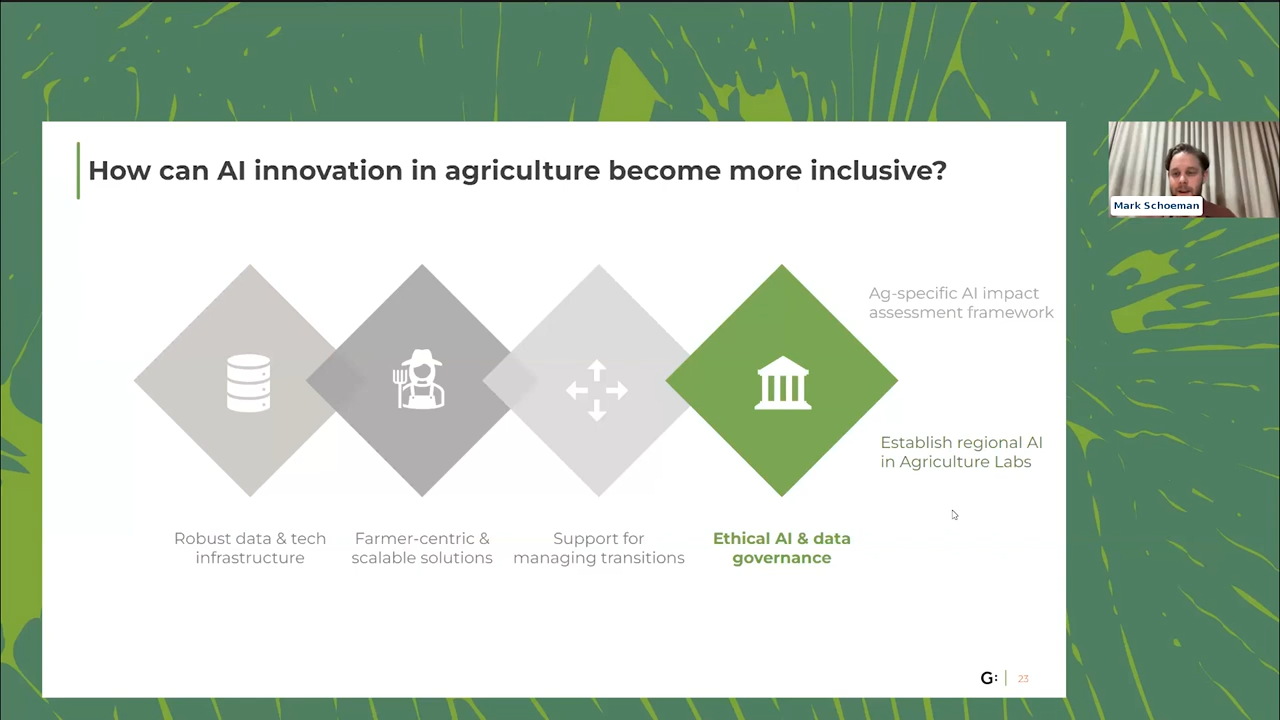 How can AI innovation in agriculture become more inclusive?
Mark Schoeman
Ag-specific AI impact
assessment framework
Establish regional AI
in Agriculture Labs
Robust data & tech
infrastructure
Farmer-centric &
scalable solutions
Support for
managing transitions
Ethical AI & data
governance
G:
23